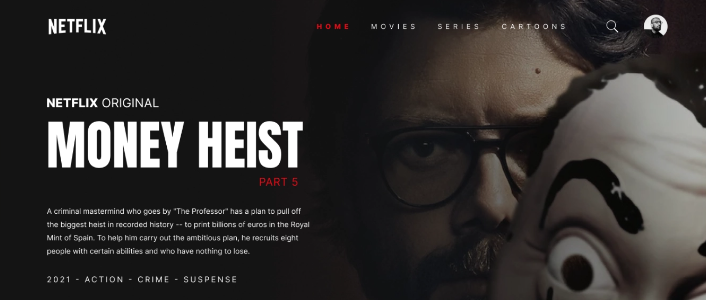 NETFLIX
HOME MOVIES SERIES CARTOONS
NETFLIX ORIGINAL
MONEY HEIST
PART 5
A criminal mastermind who goes by "The Professor" has a plan to pull off
the biggest heist in recorded history -- to print billions of euros in the Royal
Mint of Spain. To help him carry out the ambitious plan, he recruits eight
people with certain abilities and who have nothing to lose.
2021 - ACTION - CRIME - SUSPENSE